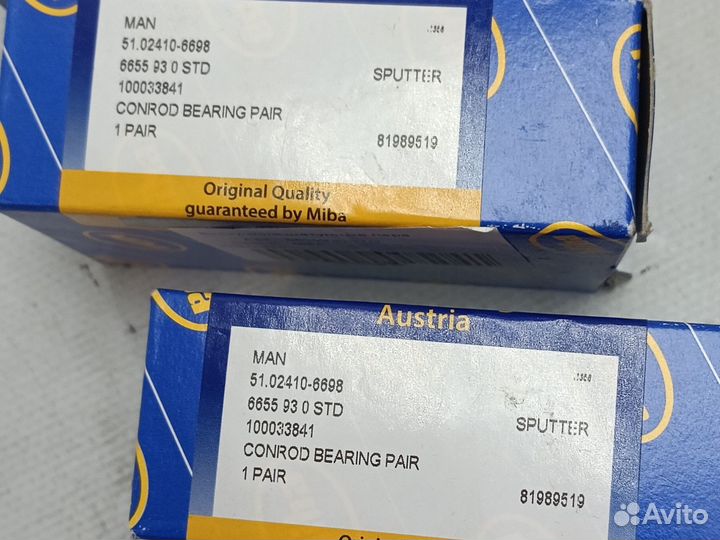 MAN
51.02410-6698
6655 93 0 STD SPUTTER
100033841
CONROD BEARING PAIR
1 PAIR 81989519
Original Quality
guaranteed by Miba
Austria
MAN
51.02410-6698
6655 93 0 STD SPUTTER
100033841
CONROD BEARING PAIR
1 PAIR 81989519
Avito